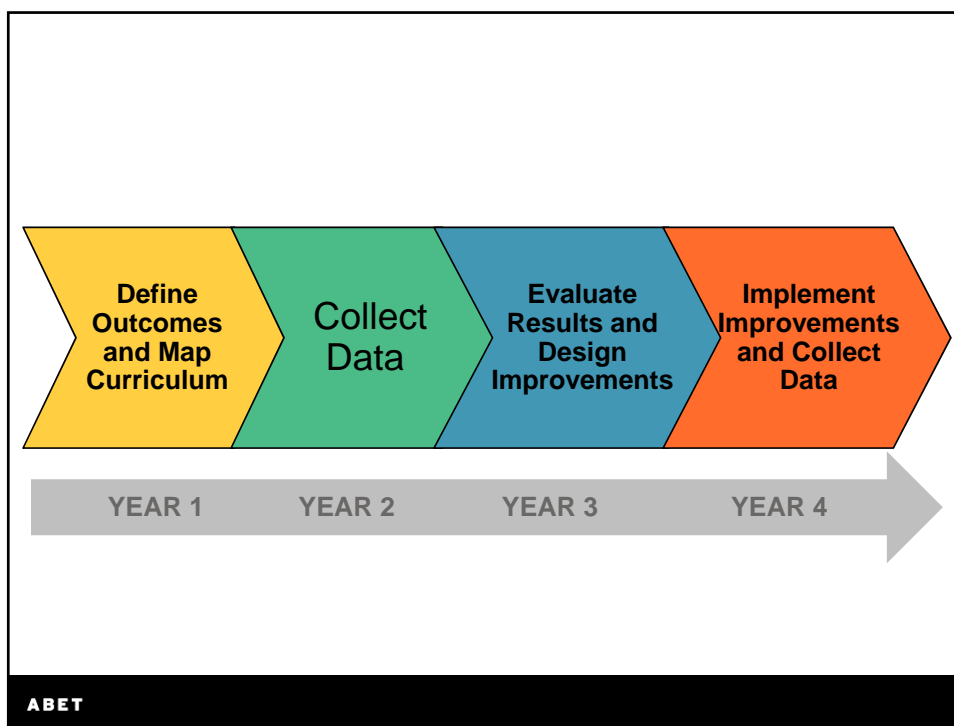 Define
Outcomes
and Map
Curriculum
Collect
Data
Evaluate
Results and
Design
Improvements
Implement
Improvements
and Collect
Data
YEAR 1
YEAR 2
YEAR 3
YEAR 4
ABET